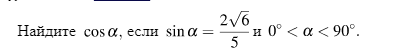 Найдите cos α, если sin α = 2√6/5 и 0° < α < 90°.